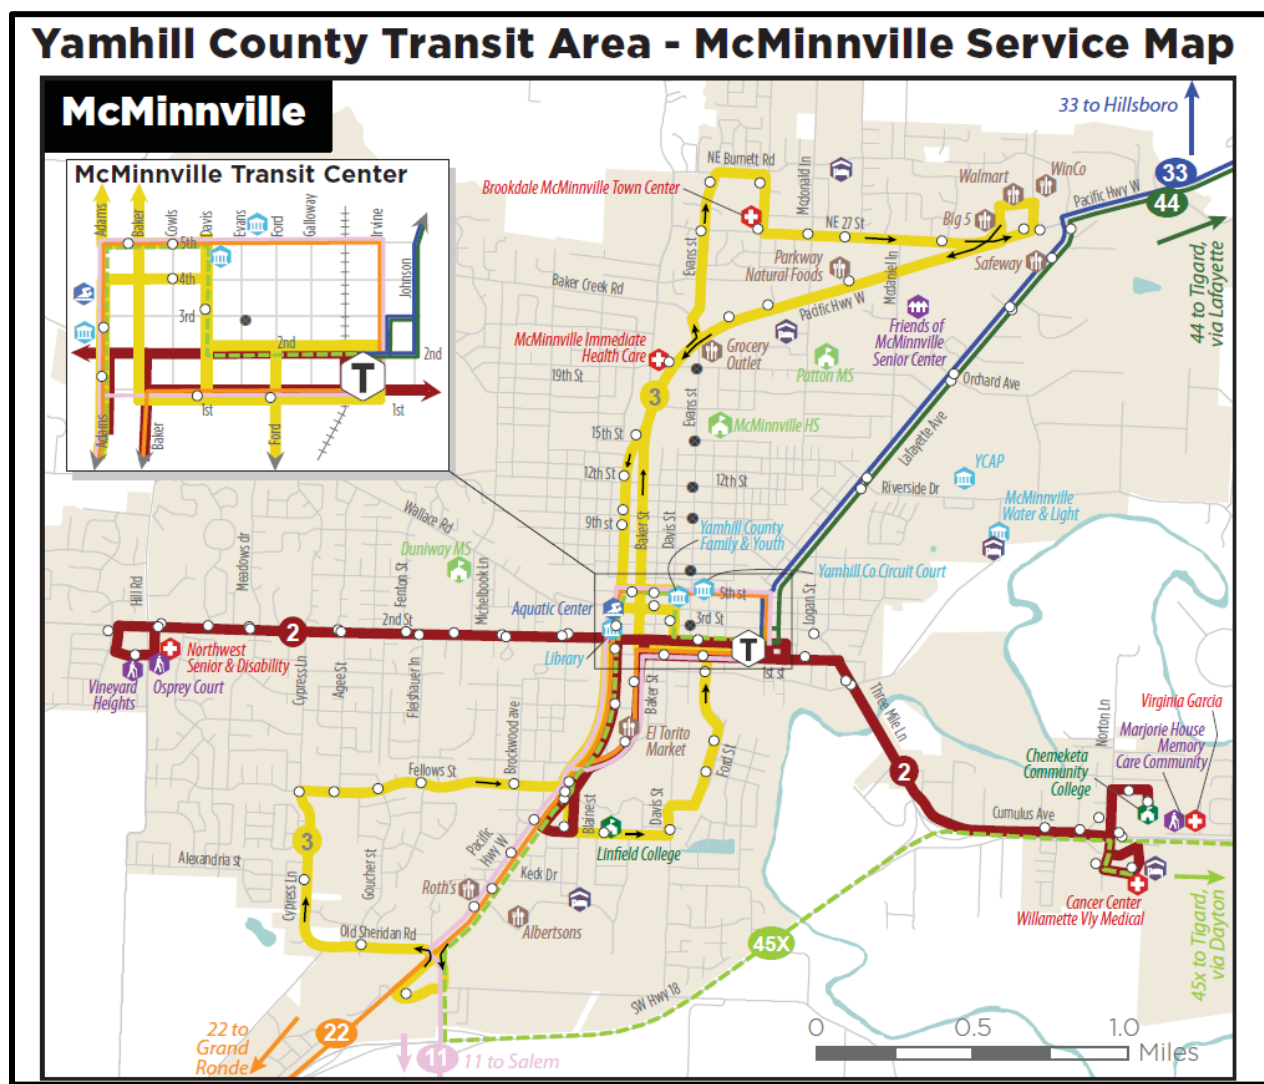 Yamhill County Transit Area - McMinnville Service Map
McMinnville
33 to Hillsboro
McMinnville Transit Center
Adams
Baker
Cowls
Davis
Evans
Ford
Galloway
Irvine
5th
4th
3rd
2nd
2nd
Johnson
T
1st
1st
Adams
Baker
Ford
NE Burnett Rd
Mcdonald ln
Brookdale McMinnville Town Center
Walmart
WinCo
Pacific Hwy W
33
44
Big 5
NE 27 St
Evans st
Parkway
Natural Foods
Mcdaniel ln
Safeway
44 to Tigard,
via Lafayette
Baker Creek Rd
Pacific Hwy W
Friends of
McMinnville
Senior Center
McMinnville Immediate
Health Care
Grocery
Outlet
Patton MS
19th St
Orchard Ave
3
Evans st
15th St
McMinnville HS
Lafayette Ave
12th St
12th St
YCAP
Riverside Dr
McMinnville
Water & Light
9th st
Baker St
Davis St
Yamhill County
Family & Youth
Wallace Rd
Duniway MS
Yamhill Co Circuit Court
Hill Rd
Meadows dr
Fenton St
Michelbook Ln
Aquatic Center
5th st
3rd St
Logan St
2nd St
2
T
Northwest
Senior & Disability
Library
1st st
Vineyard
Heights
Osprey Court
Cypress Ln
Agee St
Fleishauer ln
Baker St
Three Mile Ln
Virginia Garcia
Norton Ln
Marjorie House
Memory
Care Community
El Torito
Market
Brockwood ave
Ford St
Chemeketa
Community
College
Fellows St
2
Blaine st
Davis St
Cumulus Ave
3
Pacific
Hwy W
Linfield College
Alexandria st
Goucher st
Keck Dr
Cypress Ln
Roth's
Cancer Center
Willamette Vly Medical
Albertsons
Old Sheridan Rd
45X
45x to Tigard,
via Dayton
SW Hwy 18
22 to
Grand
Ronde
22
11
11 to Salem
0 0.5 1.0
Miles